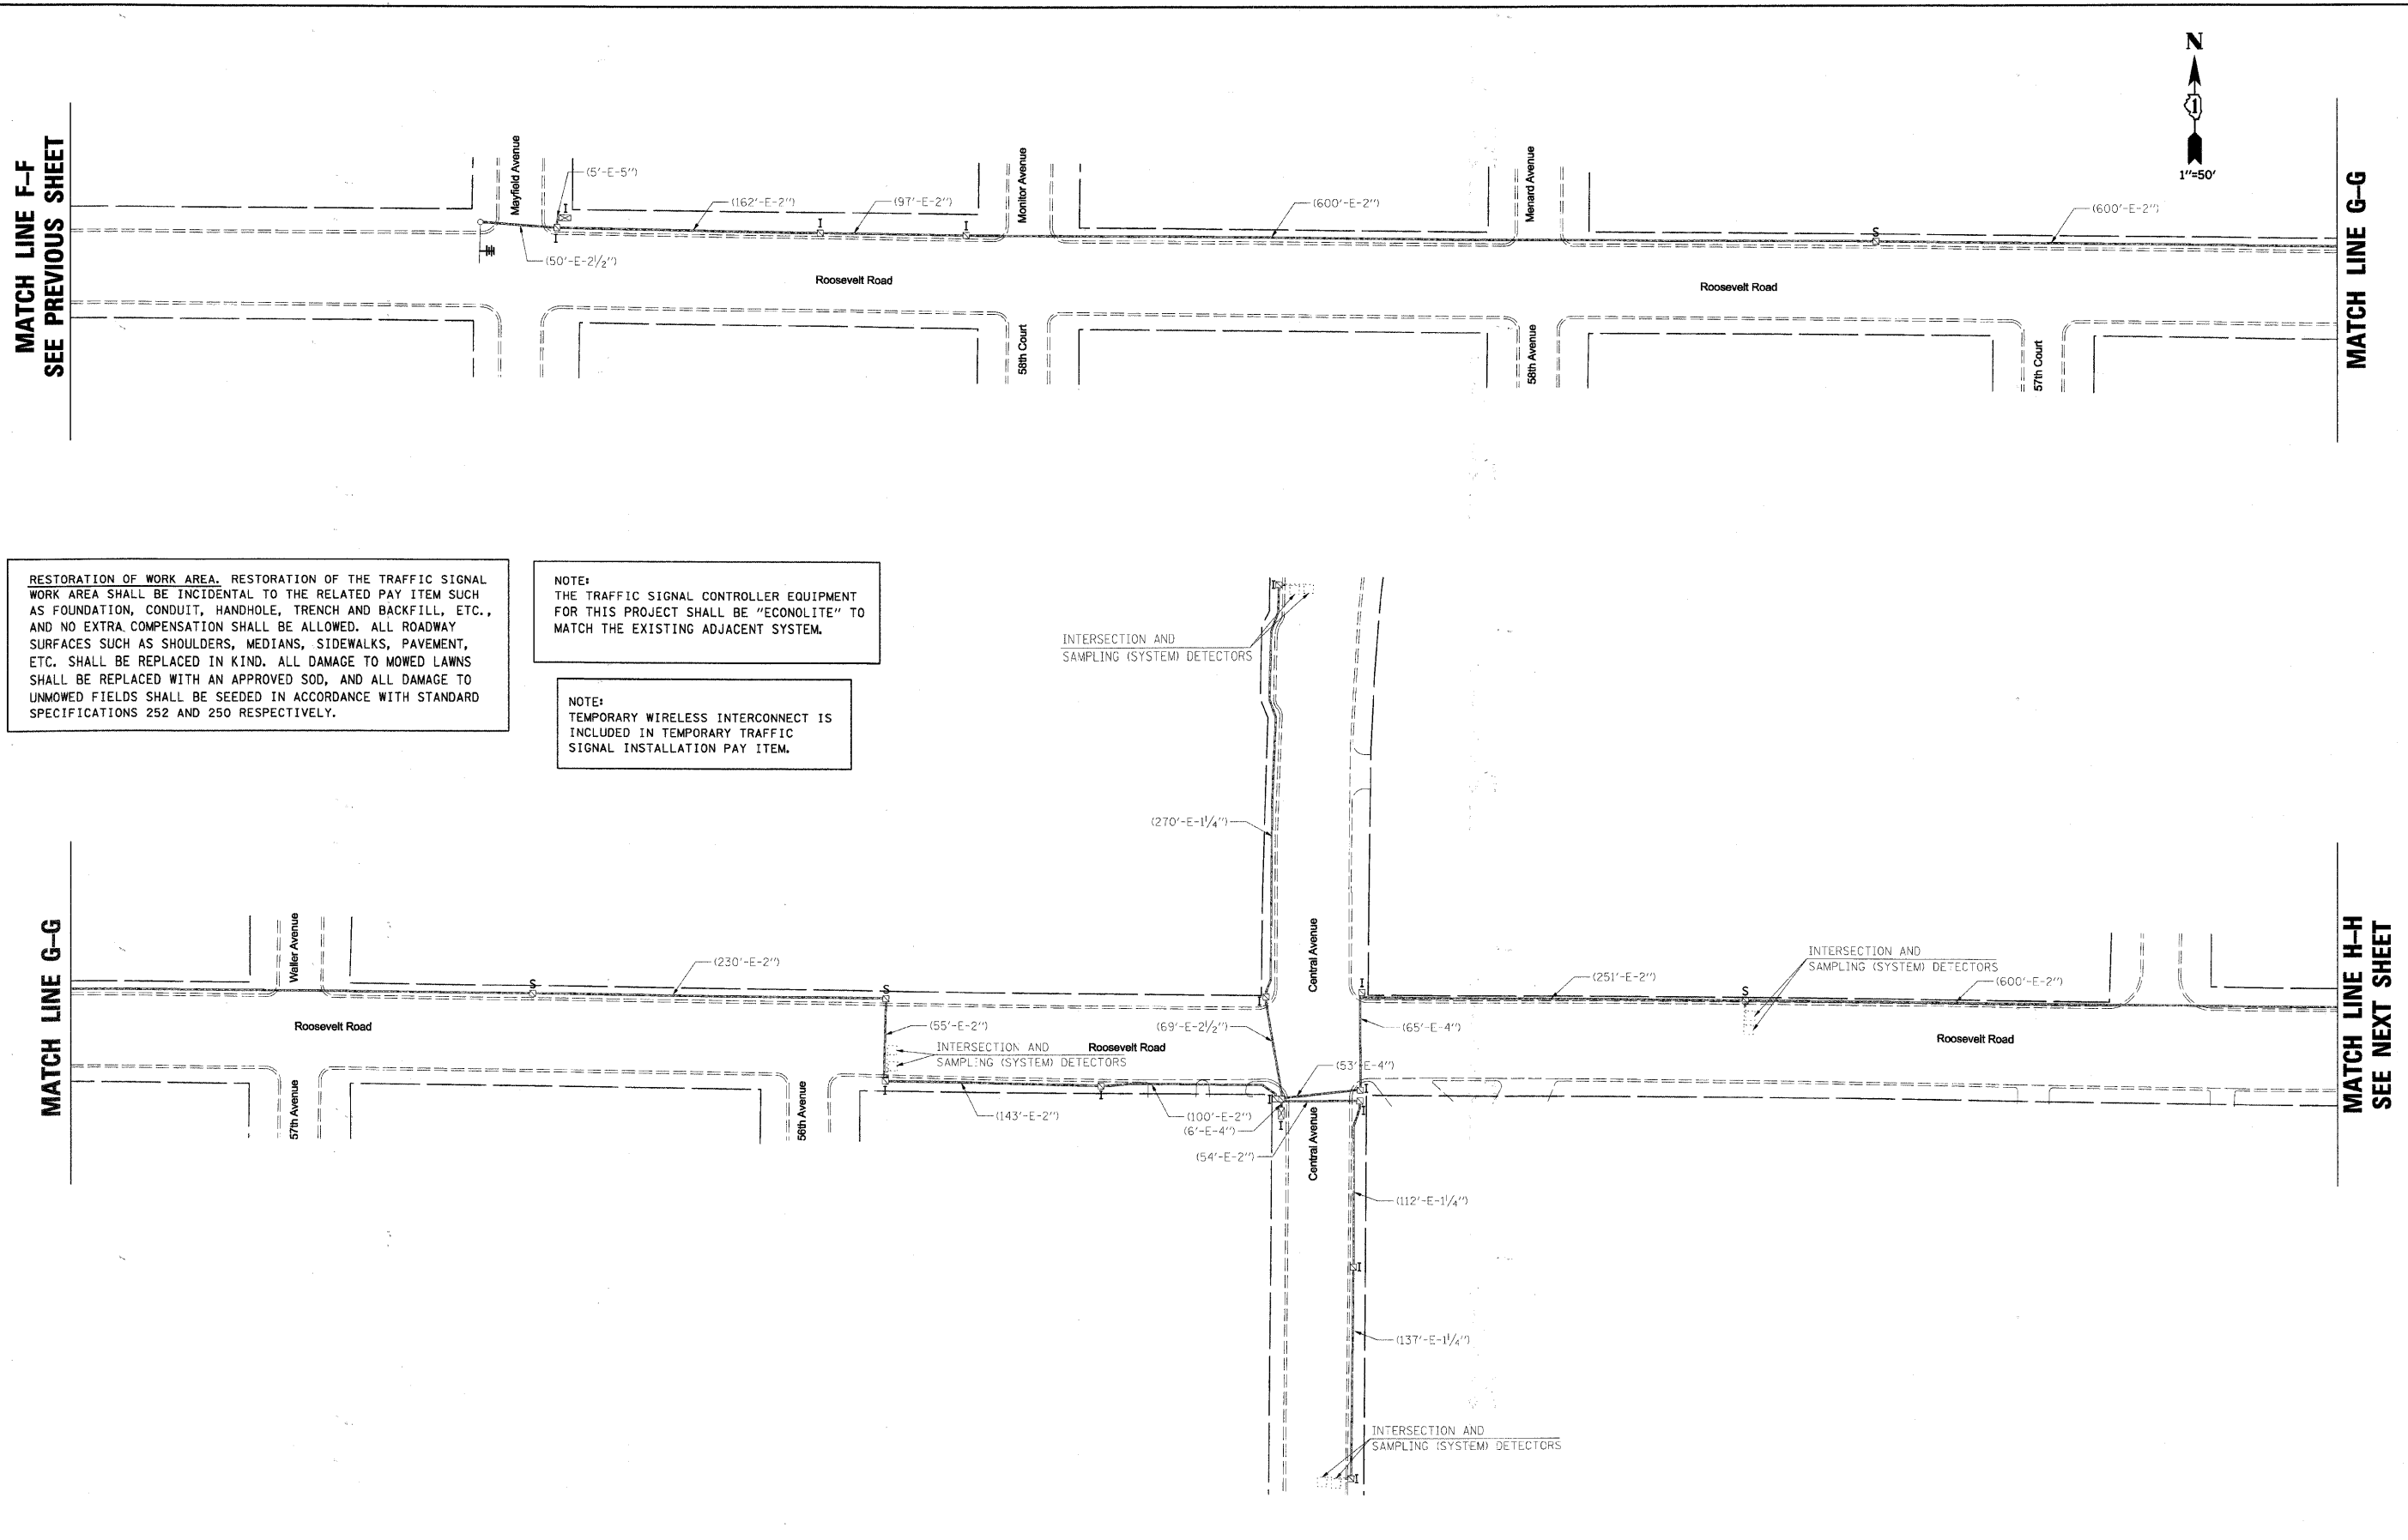 N
1
1"=50'
MATCH LINE F-F
SEE PREVIOUS SHEET
MATCH LINE G-G
Mayfield Avenue
Monitor Avenue
Menard Avenue
(5'-E-5")
I
I
(162'-E-2")
I
(97'-E-2")
I
(600'-E-2")
S
(600'-E-2")
(50'-E-2½")
Roosevelt Road
Roosevelt Road
58th Court
58th Avenue
57th Court
RESTORATION OF WORK AREA. RESTORATION OF THE TRAFFIC SIGNAL
WORK AREA SHALL BE INCIDENTAL TO THE RELATED PAY ITEM SUCH
AS FOUNDATION, CONDUIT, HANDHOLE, TRENCH AND BACKFILL, ETC.,
AND NO EXTRA COMPENSATION SHALL BE ALLOWED. ALL ROADWAY
SURFACES SUCH AS SHOULDERS, MEDIANS, SIDEWALKS, PAVEMENT,
ETC. SHALL BE REPLACED IN KIND. ALL DAMAGE TO MOWED LAWNS
SHALL BE REPLACED WITH AN APPROVED SOD, AND ALL DAMAGE TO
UNMOWED FIELDS SHALL BE SEEDED IN ACCORDANCE WITH STANDARD
SPECIFICATIONS 252 AND 250 RESPECTIVELY.
NOTE:
THE TRAFFIC SIGNAL CONTROLLER EQUIPMENT
FOR THIS PROJECT SHALL BE "ECONOLITE" TO
MATCH THE EXISTING ADJACENT SYSTEM.
NOTE:
TEMPORARY WIRELESS INTERCONNECT IS
INCLUDED IN TEMPORARY TRAFFIC
SIGNAL INSTALLATION PAY ITEM.
I
INTERSECTION AND
SAMPLING (SYSTEM) DETECTORS
(270'-E-1¼")
MATCH LINE G-G
MATCH LINE H-H
SEE NEXT SHEET
Waller Avenue
Central Avenue
S
(230'-E-2")
S
I
I
(251'-E-2")
S
INTERSECTION AND
SAMPLING (SYSTEM) DETECTORS
(600'-E-2")
Roosevelt Road
(55'-E-2")
(69'-E-2½")
(65'-E-4")
INTERSECTION AND
SAMPLING (SYSTEM) DETECTORS
Roosevelt Road
Roosevelt Road
(53'-E-4")
I
I
I
I
I
(143'-E-2")
(100'-E-2")
(6'-E-4")
(54'-E-2")
57th Avenue
56th Avenue
Central Avenue
(112'-E-1¼")
I
(137'-E-1¼")
INTERSECTION AND
SAMPLING (SYSTEM) DETECTORS
I